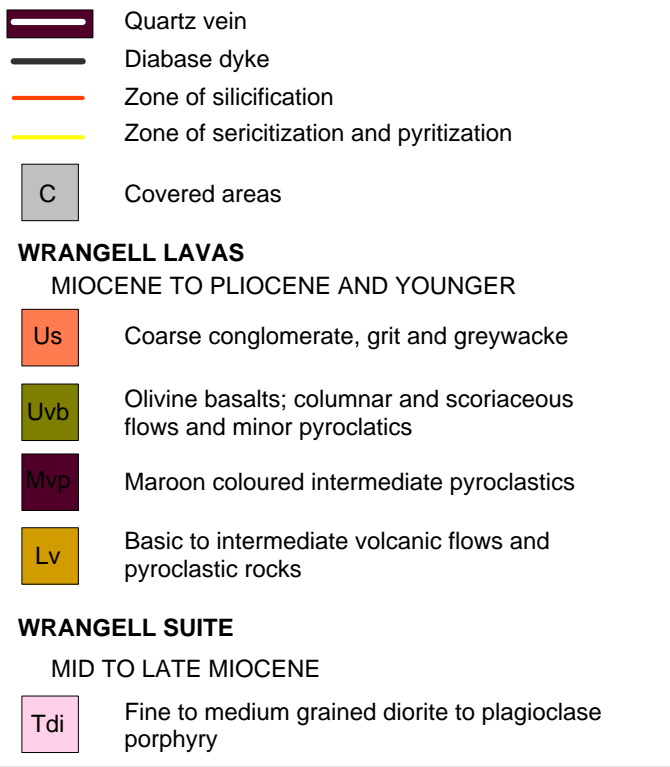 Quartz vein
Diabase dyke
Zone of silicification
Zone of sericitization and pyritization
C Covered areas
WRANGELL LAVAS
MIOCENE TO PLIOCENE AND YOUNGER
Us Coarse conglomerate, grit and greywacke
Uvb Olivine basalts; columnar and scoriaceous
flows and minor pyroclatics
Mvp Maroon coloured intermediate pyroclastics
Lv Basic to intermediate volcanic flows and
pyroclastic rocks
WRANGELL SUITE
MID TO LATE MIOCENE
Tdi Fine to medium grained diorite to plagioclase
porphyry